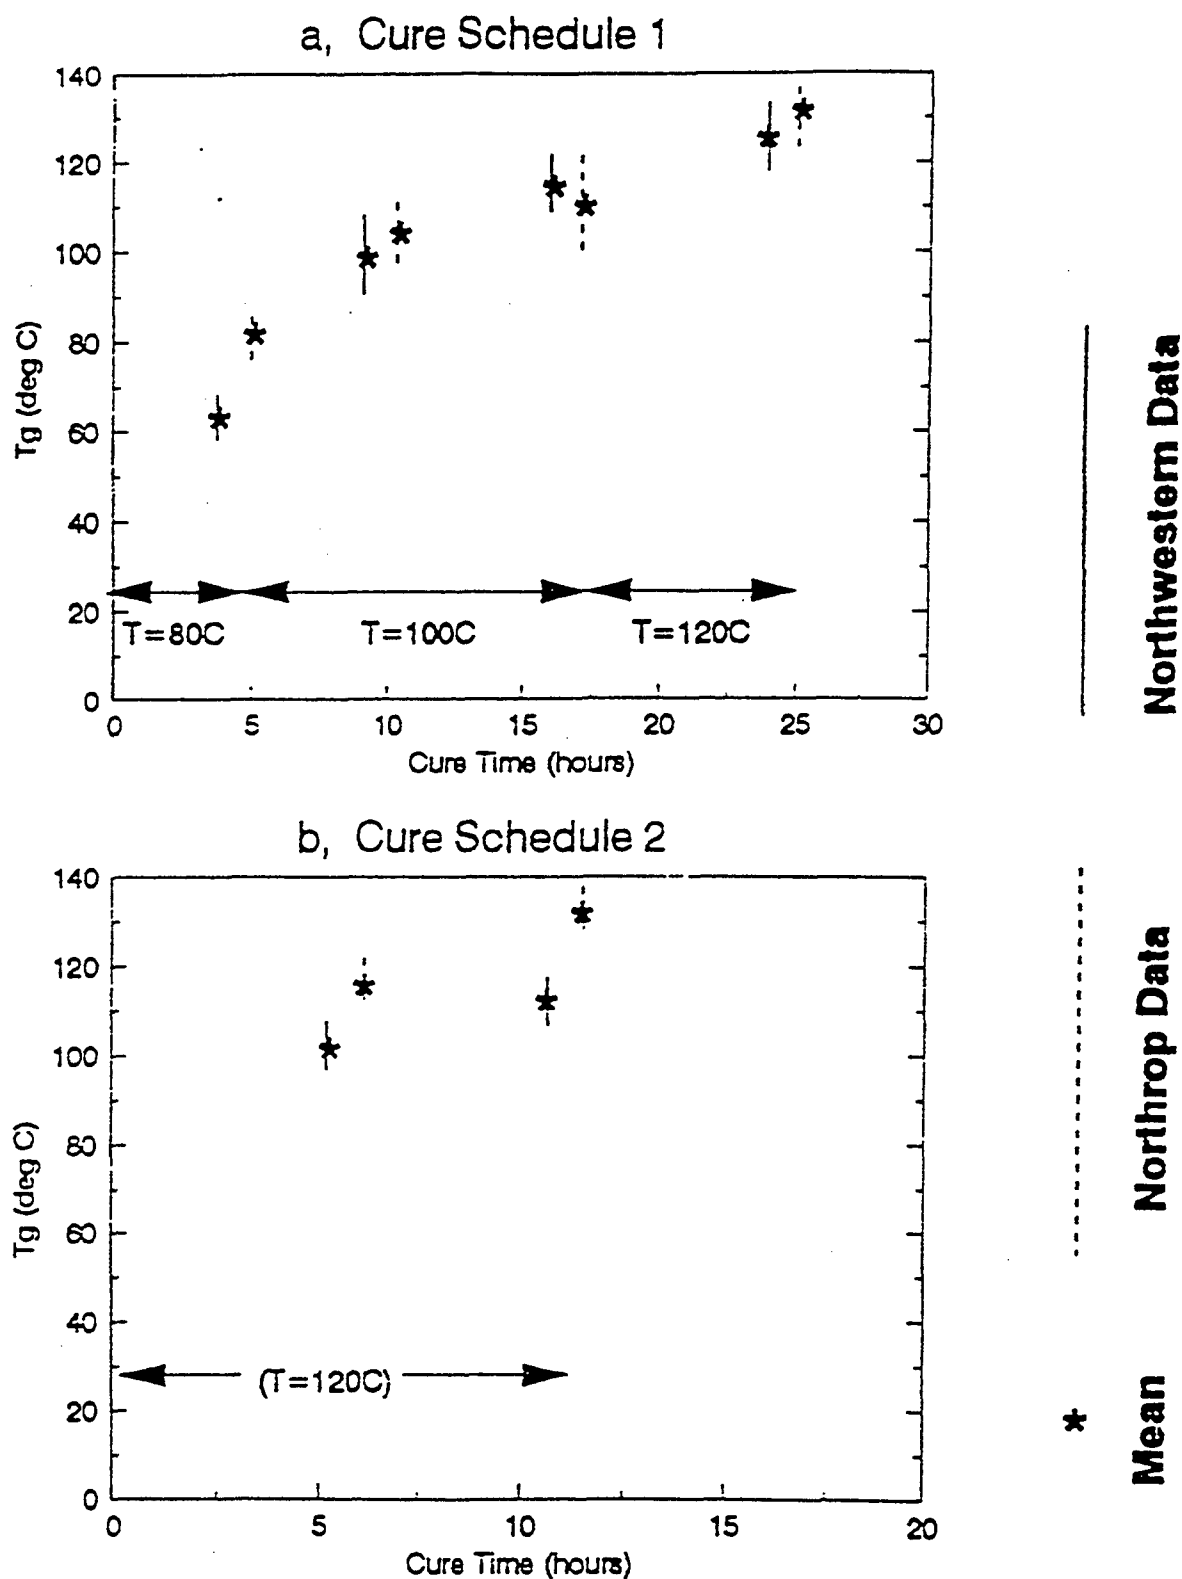 a, Cure Schedule 1
140
120
100
80
60
40
20
0
Tg (deg C)
T=80C
T=100C
T=120C
0 5 10 15 20 25 30
Cure Time (hours)
b, Cure Schedule 2
140
120
100
80
60
40
20
0
Tg (deg C)
(T=120C)
0 5 10 15 20
Cure Time (hours)
Northwestern Data
Northrop Data
Mean